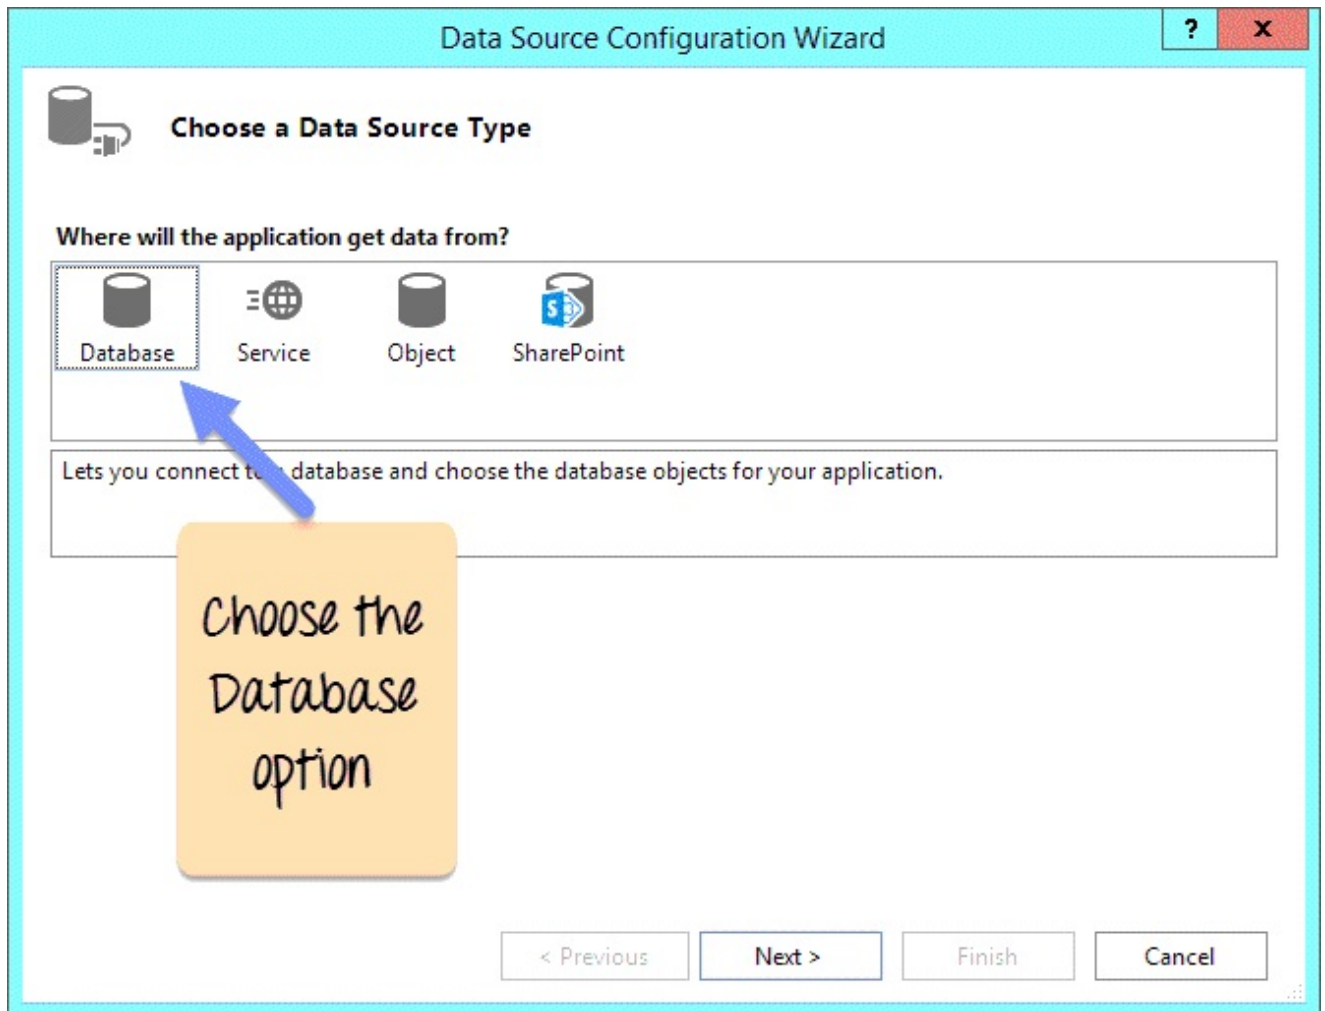 Data Source Configuration Wizard
? x
Choose a Data Source Type
Where will the application get data from?
Database Service Object SharePoint
Lets you connect to a database and choose the database objects for your application.
Choose the
Database
option
< Previous Next > Finish Cancel